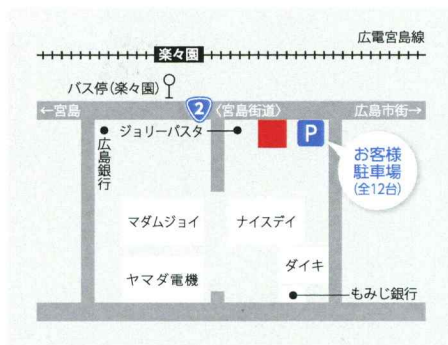 広電宮島線
楽々園
バス停(楽々園)
←宮島
2
〈宮島街道〉
広島市街→
広島銀行
ジョリーパスタ
P
お客様
駐車場
(全12台)
マダムジョイ
ナイスデイ
ヤマダ電機
ダイキ
もみじ銀行